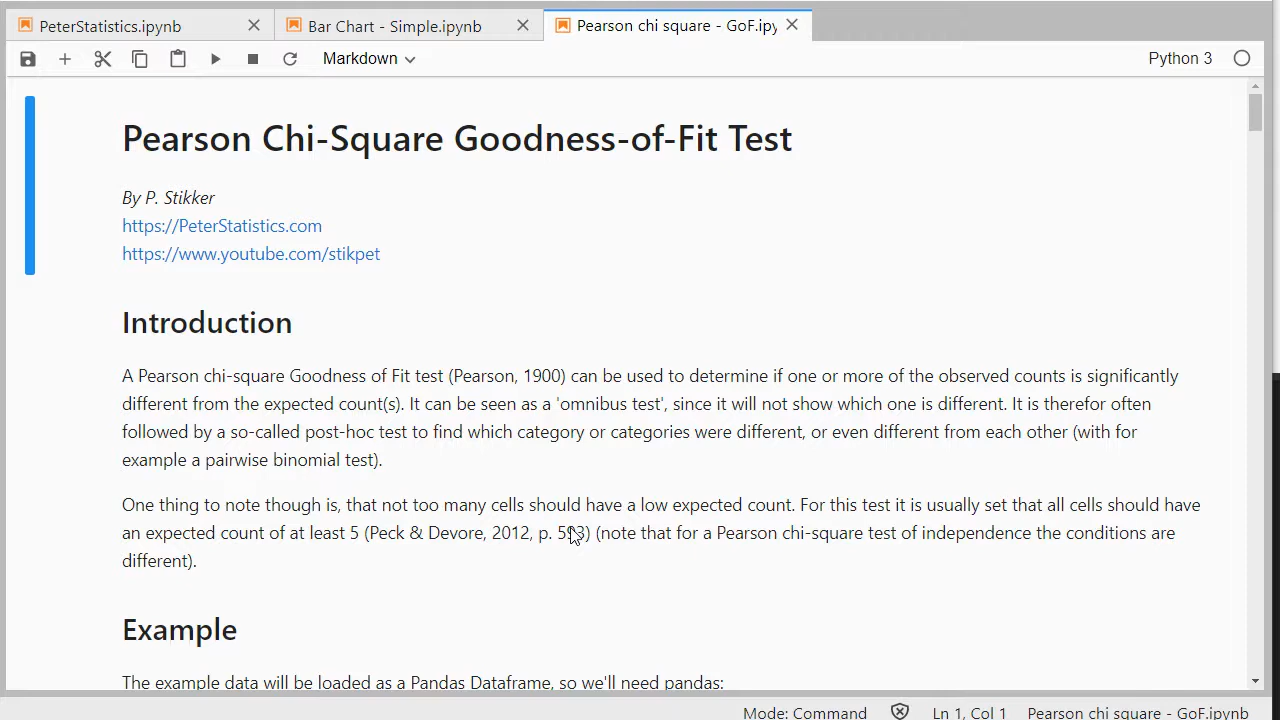 PeterStatistics.ipynb
Bar Chart - Simple.ipynb
Pearson chi square - GoF.ipy
Markdown
Python 3
Pearson Chi-Square Goodness-of-Fit Test
By P. Stikker
https://PeterStatistics.com
https://www.youtube.com/stikpet
Introduction
A Pearson chi-square Goodness of Fit test (Pearson, 1900) can be used to determine if one or more of the observed counts is significantly
different from the expected count(s). It can be seen as a 'omnibus test', since it will not show which one is different. It is therefor often
followed by a so-called post-hoc test to find which category or categories were different, or even different from each other (with for
example a pairwise binomial test).
One thing to note though is, that not too many cells should have a low expected count. For this test it is usually set that all cells should have
an expected count of at least 5 (Peck & Devore, 2012, p. 593) (note that for a Pearson chi-square test of independence the conditions are
different).
Example
The example data will be loaded as a Pandas Dataframe, so we'll need pandas:
Mode: Command
Ln 1, Col 1
Pearson chi square - GoF.ipynb